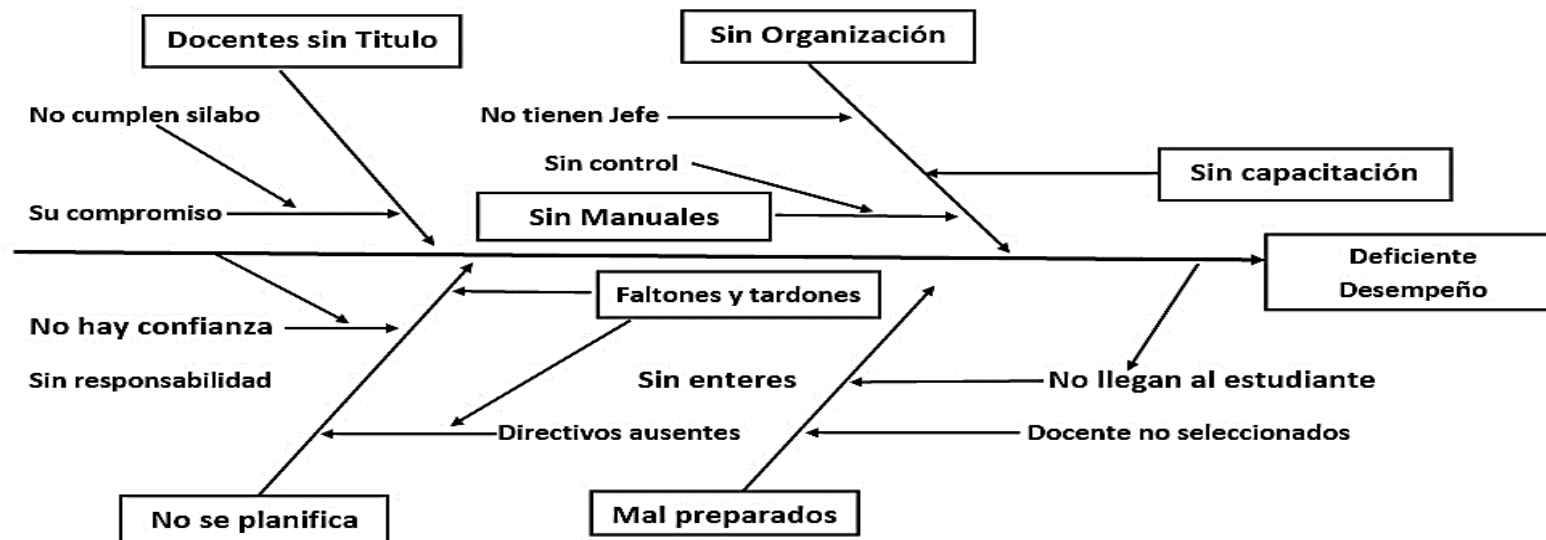 Docentes sin Titulo
Sin Organización
No cumplen silabo
No tienen Jefe
Sin control
Sin capacitación
Su compromiso
Sin Manuales
Deficiente
Desempeño
Faltones y tardones
No hay confianza
Sin responsabilidad
Sin enteres
No llegan al estudiante
Directivos ausentes
Docente no seleccionados
No se planifica
Mal preparados